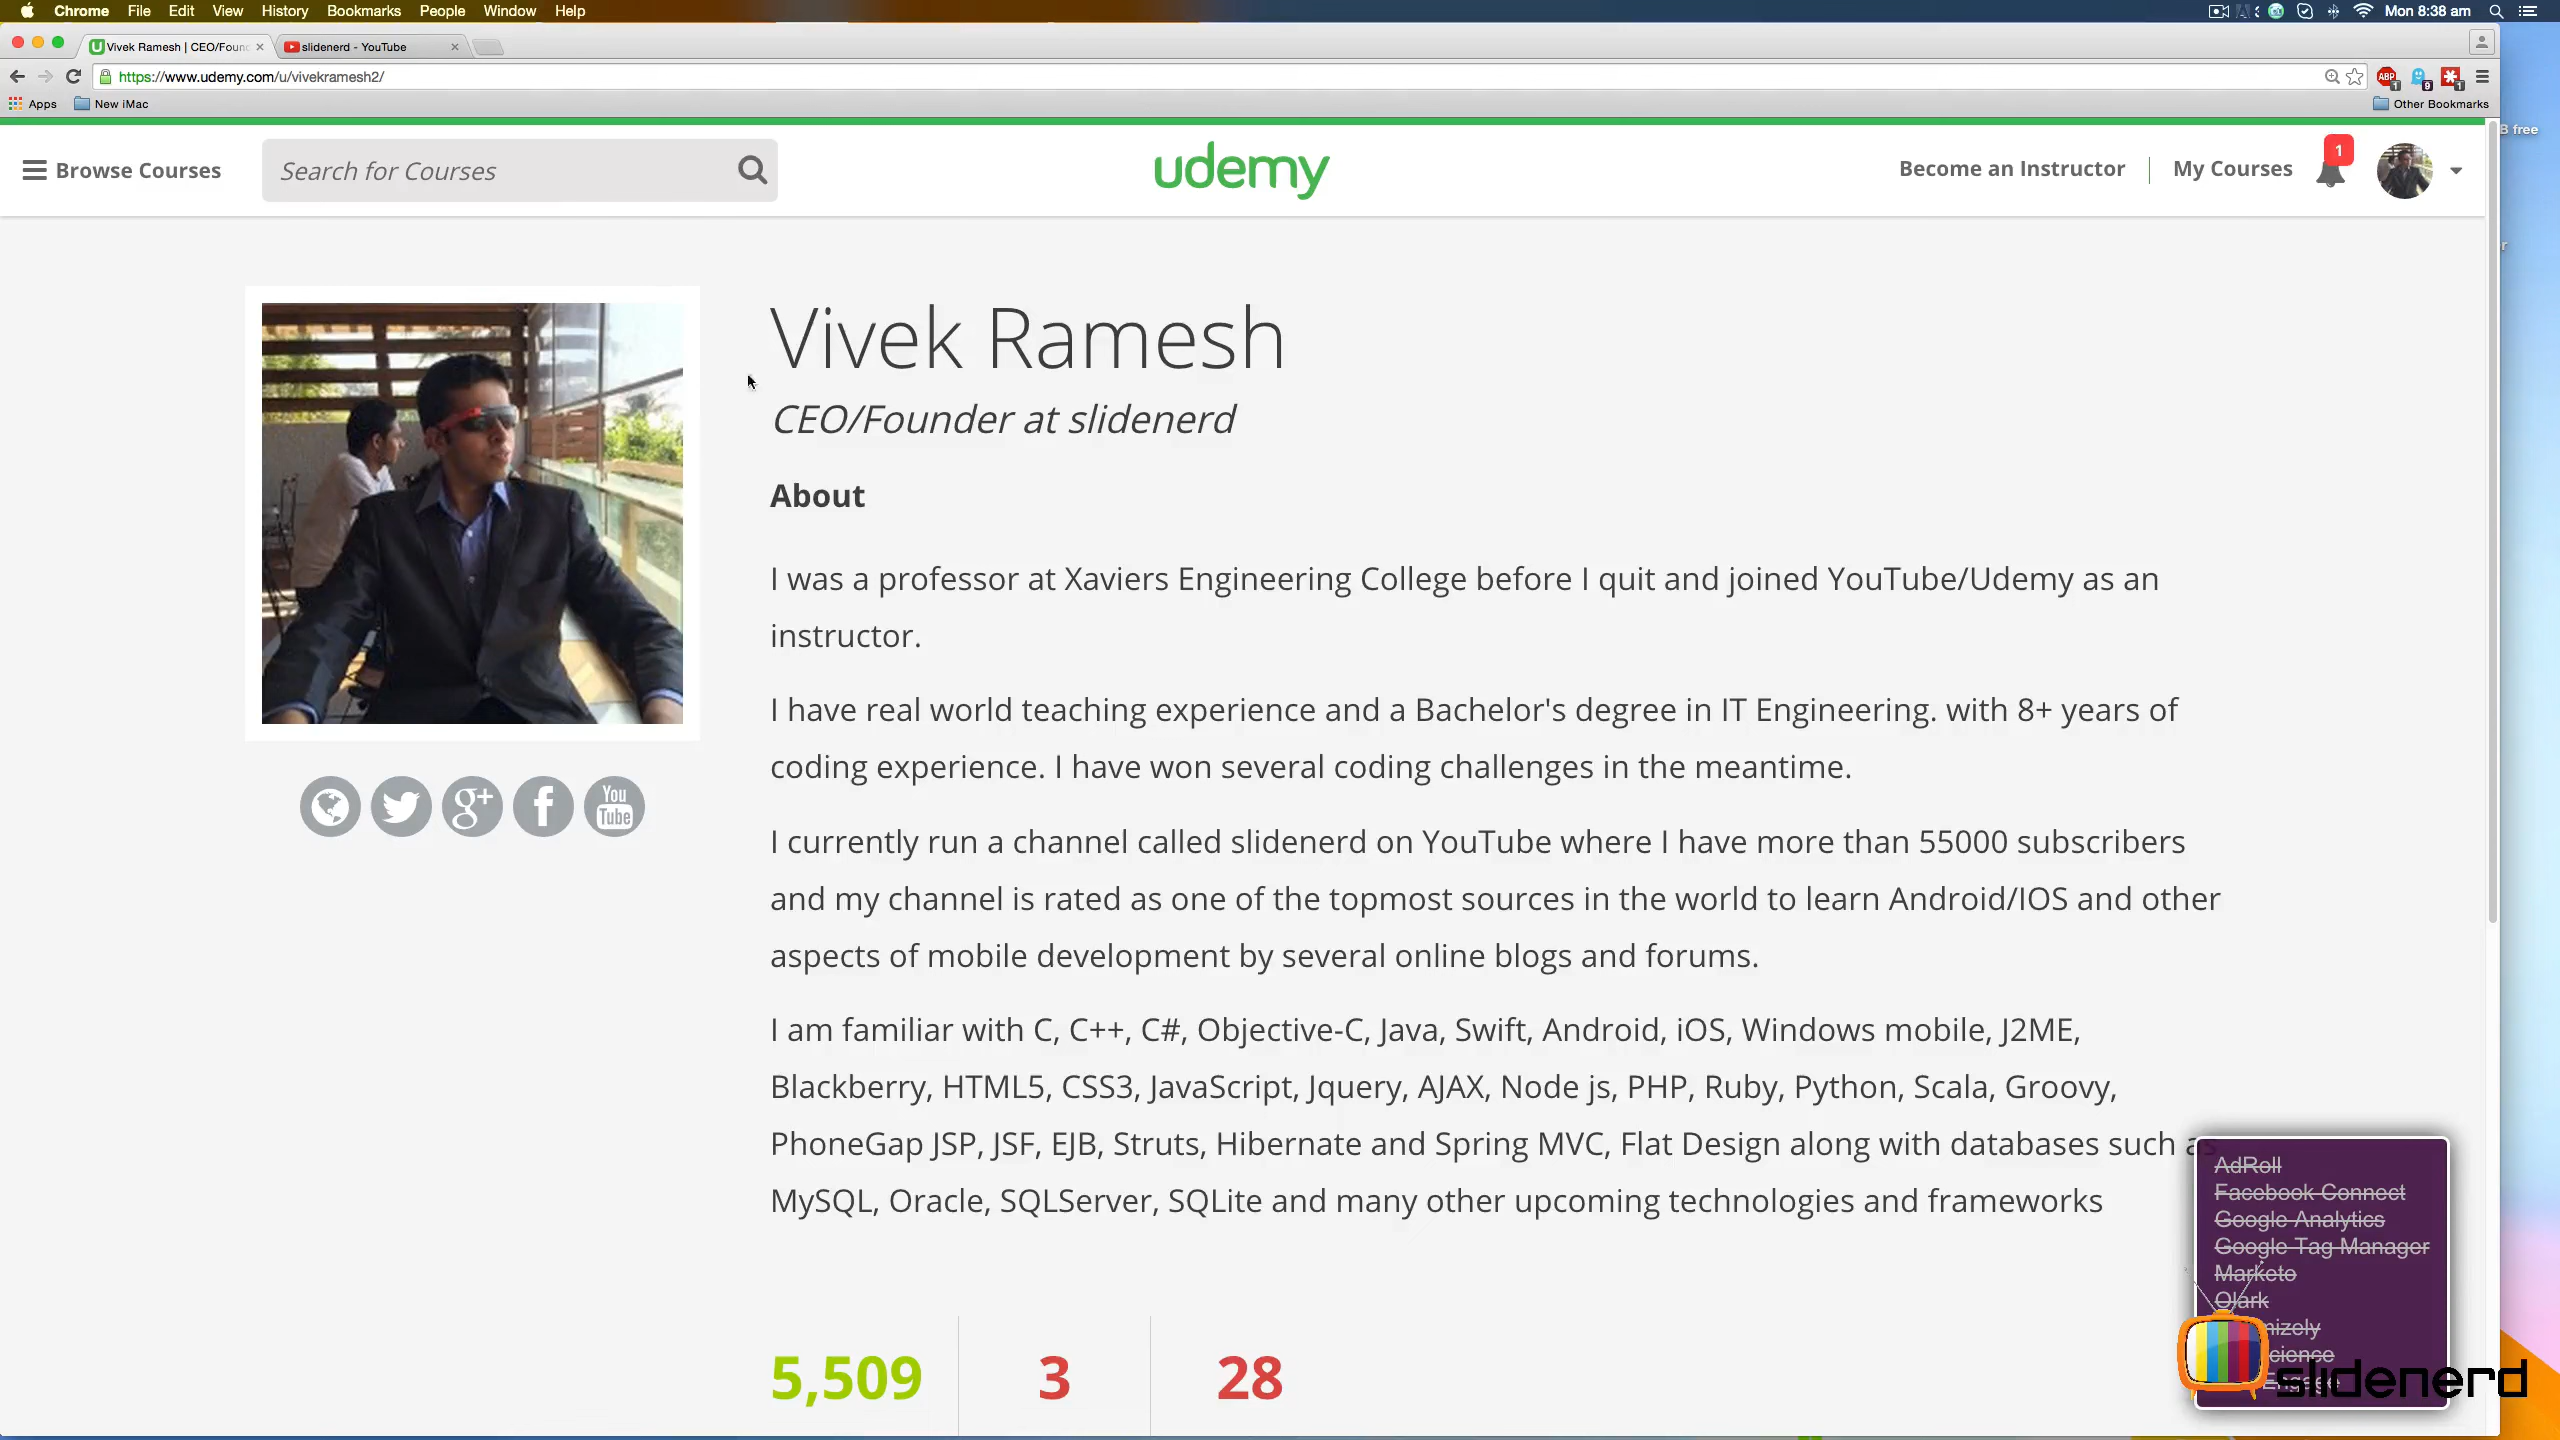 Chrome File Edit View History Bookmarks People Window Help
Mon 8:38 am
Vivek Ramesh | CEO/Foun
slidenerd - YouTube
https://www.udemy.com/u/vivekramesh2/
Apps New iMac
Other Bookmarks
B free
Browse Courses
Search for Courses
udemy
Become an Instructor
My Courses
1
Vivek Ramesh
CEO/Founder at slidenerd
About
I was a professor at Xaviers Engineering College before I quit and joined YouTube/Udemy as an
instructor.
I have real world teaching experience and a Bachelor's degree in IT Engineering. with 8+ years of
coding experience. I have won several coding challenges in the meantime.
I currently run a channel called slidenerd on YouTube where I have more than 55000 subscribers
and my channel is rated as one of the topmost sources in the world to learn Android/IOS and other
aspects of mobile development by several online blogs and forums.
I am familiar with C, C++, C#, Objective-C, Java, Swift, Android, iOS, Windows mobile, J2ME,
Blackberry, HTML5, CSS3, JavaScript, Jquery, AJAX, Node js, PHP, Ruby, Python, Scala, Groovy,
PhoneGap JSP, JSF, EJB, Struts, Hibernate and Spring MVC, Flat Design along with databases such as
MySQL, Oracle, SQLServer, SQLite and many other upcoming technologies and frameworks
You
Tube
5,509
3
28
AdRoll
Facebook Connect
Google Analytics
Google Tag Manager
Marketo
Olark
slidenerd